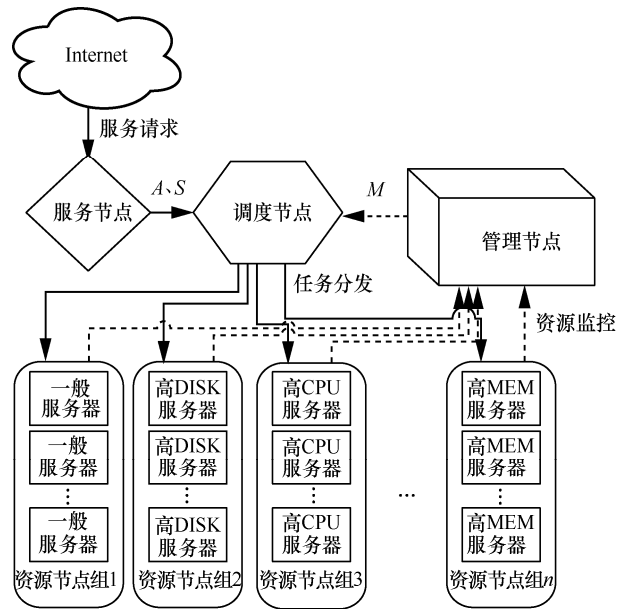 Internet
服务请求
A、S
M
服务节点
调度节点
管理节点
任务分发
资源监控
一般
服务器
一般
服务器
⋮
一般
服务器
资源节点组1
高DISK
服务器
高DISK
服务器
⋮
高DISK
服务器
资源节点组2
高CPU
服务器
高CPU
服务器
⋮
高CPU
服务器
资源节点组3
…
高MEM
服务器
高MEM
服务器
⋮
高MEM
服务器
资源节点组n